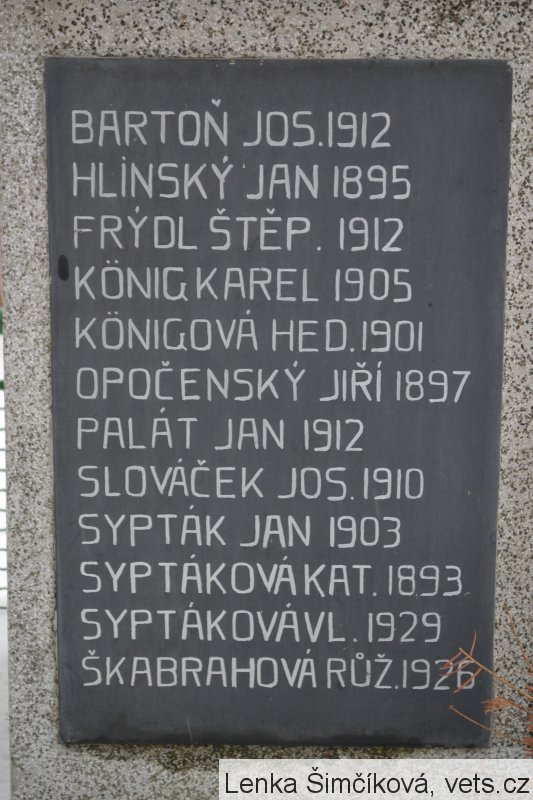 BARTOŇ JOS. 1912
HLINSKÝ JAN 1895
FRÝDL ŠTĚP. 1912
KÖNIG KAREL 1905
KÖNIGOVÁ HED. 1901
OPOČENSKÝ JIŘÍ 1897
PALÁT JAN 1912
SLOVÁČEK JOS. 1910
SYPTÁK JAN 1903
SYPTÁKOVÁ KAT. 1893
SYPTÁKOVÁ VL. 1929
ŠKABRAHOVÁ RŮŽ. 1926
Lenka Šimčíková, vets.cz